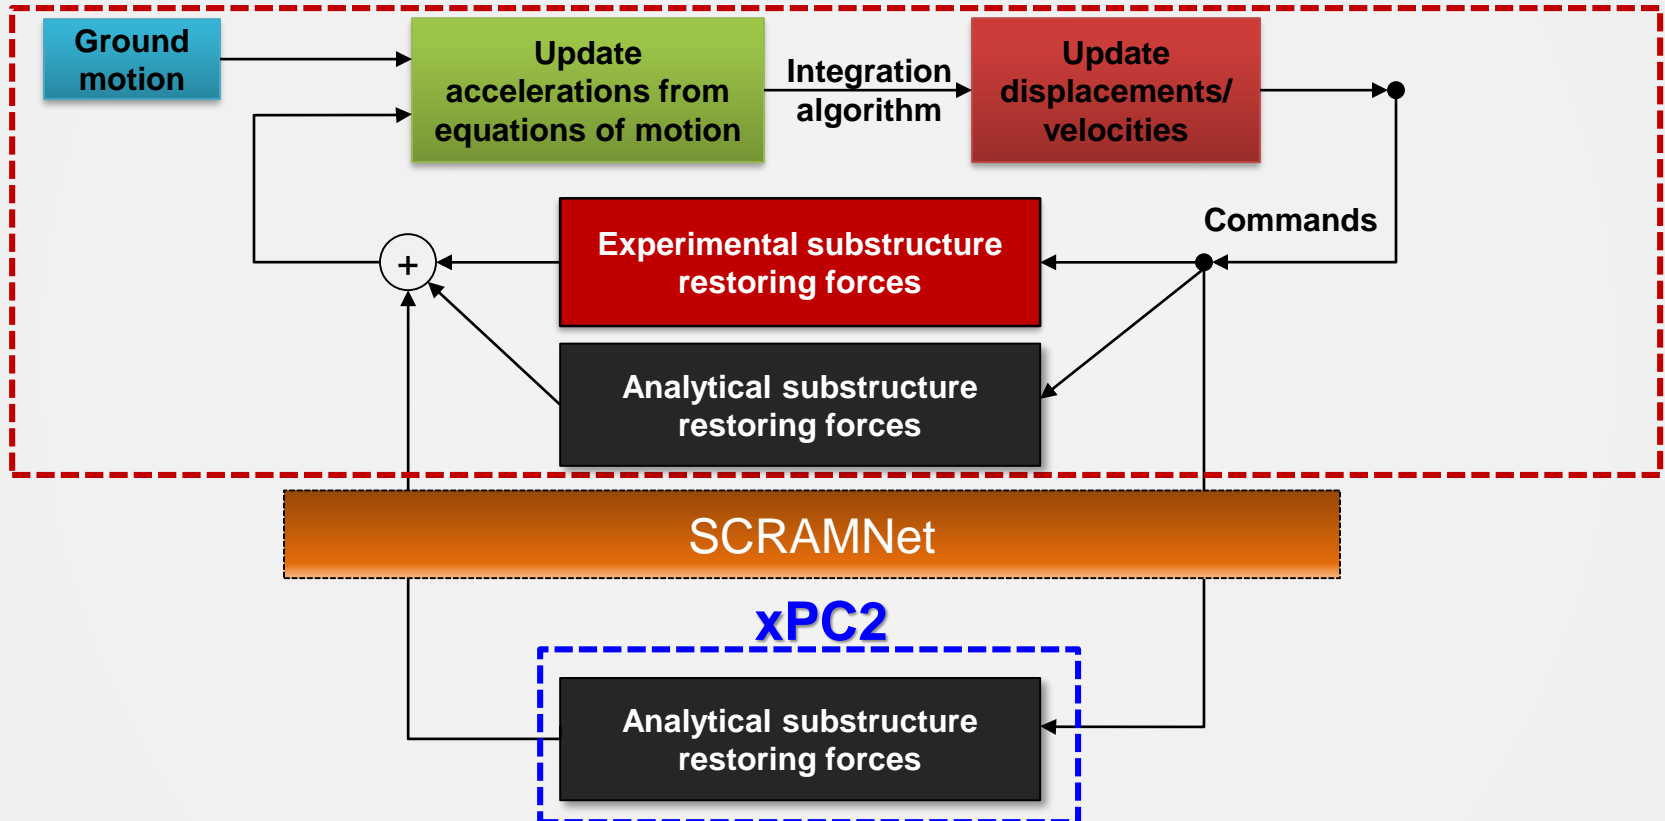 Ground
motion
Update
accelerations from
equations of motion
Integration
algorithm
Update
displacements/
velocities
Commands
Experimental substructure
restoring forces
+
Analytical substructure
restoring forces
SCRAMNet
xPC2
Analytical substructure
restoring forces